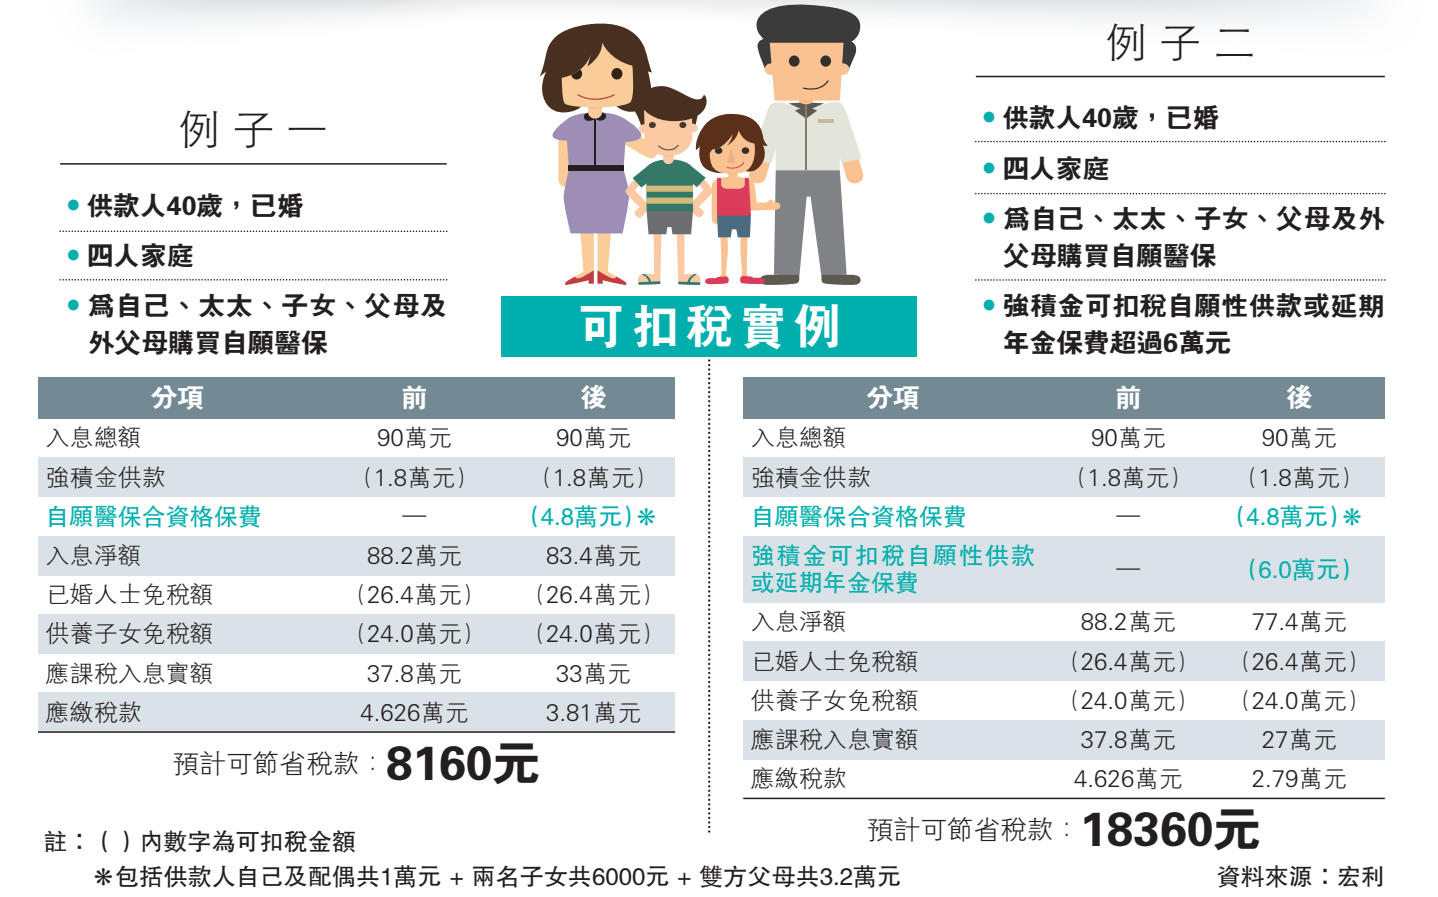 例子一
供款人40歲，已婚
四人家庭
爲自己、太太、子女、父母及
外父母購買自願醫保
例子二
供款人40歲，已婚
四人家庭
爲自己、太太、子女、父母及外
父母購買自願醫保
強積金可扣稅自願性供款或延期
年金保費超過6萬元
可扣稅實例
分項 前 後
入息總額 90萬元 90萬元
強積金供款 (1.8萬元) (1.8萬元)
自願醫保合資格保費 — (4.8萬元)❋
入息淨額 88.2萬元 83.4萬元
已婚人士免稅額 (26.4萬元) (26.4萬元)
供養子女免稅額 (24.0萬元) (24.0萬元)
應課稅入息實額 37.8萬元 33萬元
應繳稅款 4.626萬元 3.81萬元
預計可節省稅款：8160元
分項 前 後
入息總額 90萬元 90萬元
強積金供款 (1.8萬元) (1.8萬元)
自願醫保合資格保費 — (4.8萬元)❋
強積金可扣稅自願性供款
或延期年金保費 — (6.0萬元)
入息淨額 88.2萬元 77.4萬元
已婚人士免稅額 (26.4萬元) (26.4萬元)
供養子女免稅額 (24.0萬元) (24.0萬元)
應課稅入息實額 37.8萬元 27萬元
應繳稅款 4.626萬元 2.79萬元
預計可節省稅款：18360元
註：( ) 內數字為可扣稅金額
❋包括供款人自己及配偶共1萬元 + 兩名子女共6000元 + 雙方父母共3.2萬元
資料來源：宏利